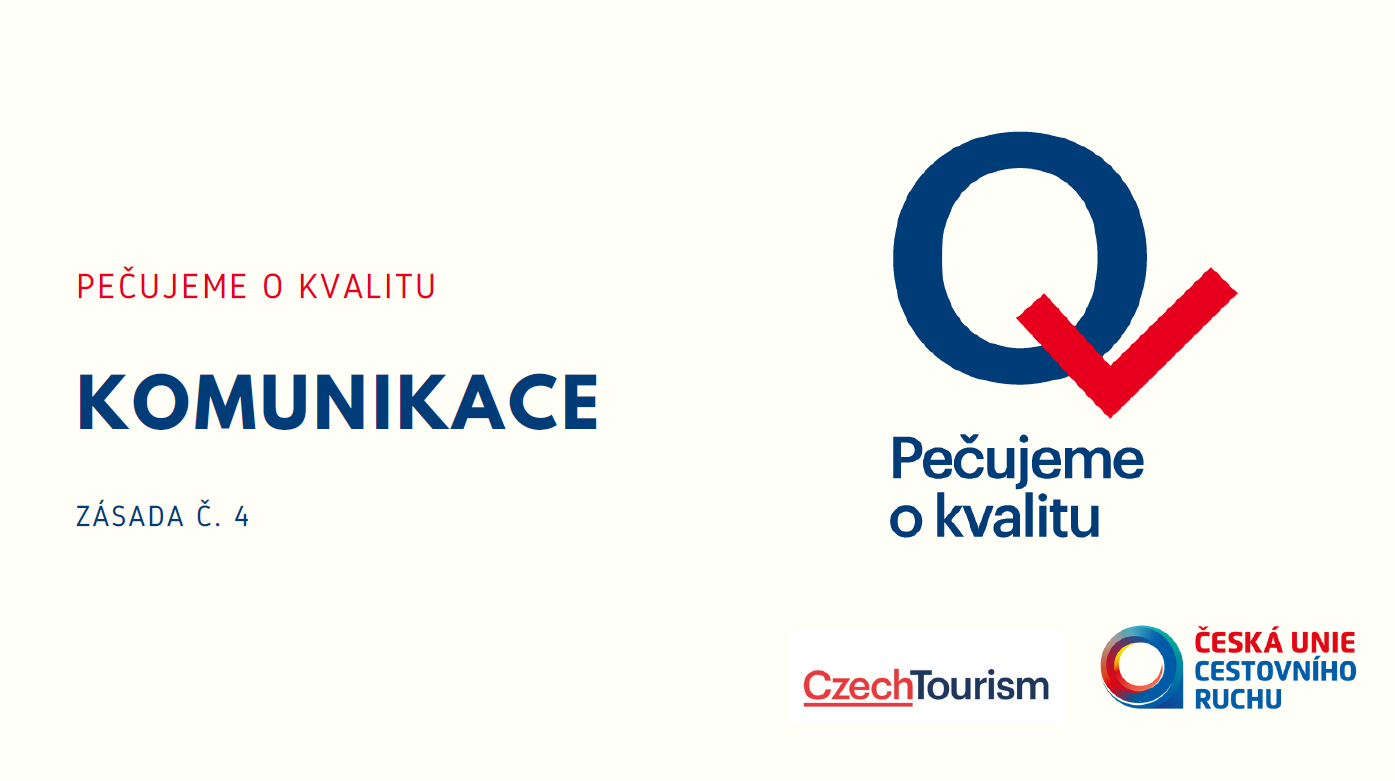 PEČUJEME O KVALITU
KOMUNIKACE
ZÁSADA Č. 4
Pečujeme
o kvalitu
CzechTourism
ČESKÁ UNIE
CESTOVNÍHO
RUCHU